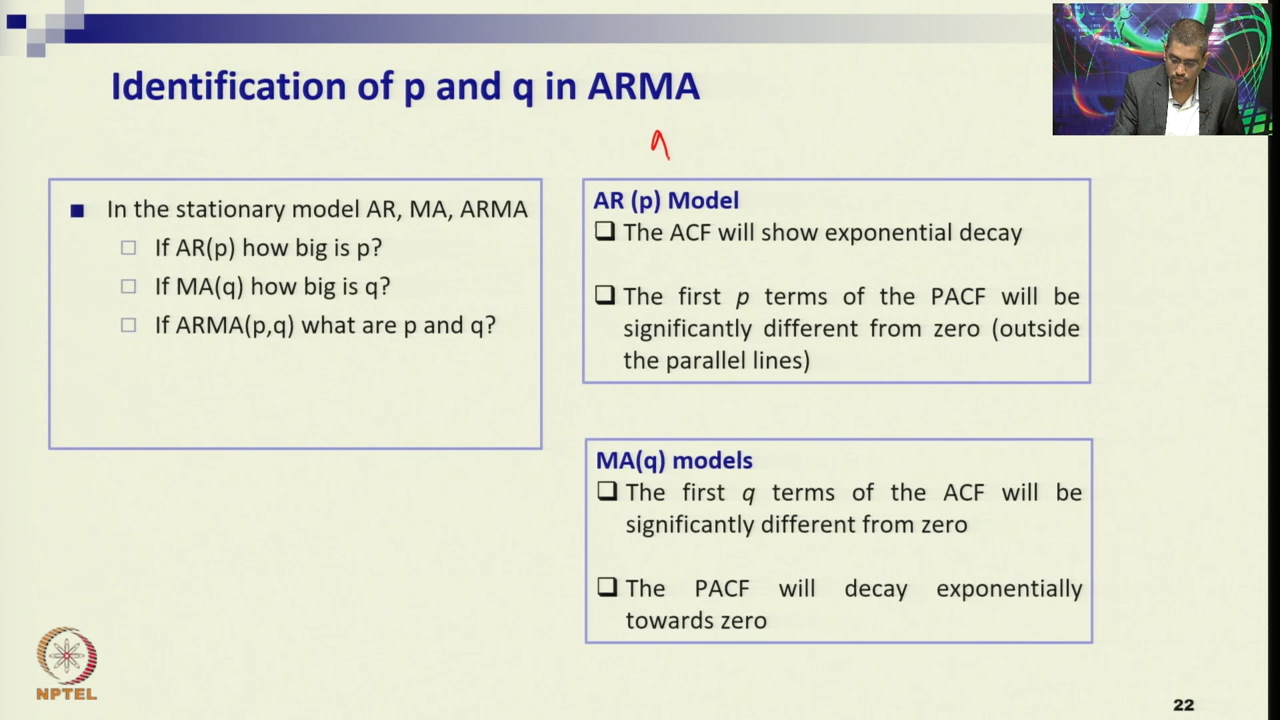 Identification of p and q in ARMA
■ In the stationary model AR, MA, ARMA
□ If AR(p) how big is p?
□ If MA(q) how big is q?
□ If ARMA(p,q) what are p and q?
AR (p) Model
❑ The ACF will show exponential decay
❑ The first p terms of the PACF will be
significantly different from zero (outside
the parallel lines)
MA(q) models
❑ The first q terms of the ACF will be
significantly different from zero
❑ The PACF will decay exponentially
towards zero
NPTEL
22